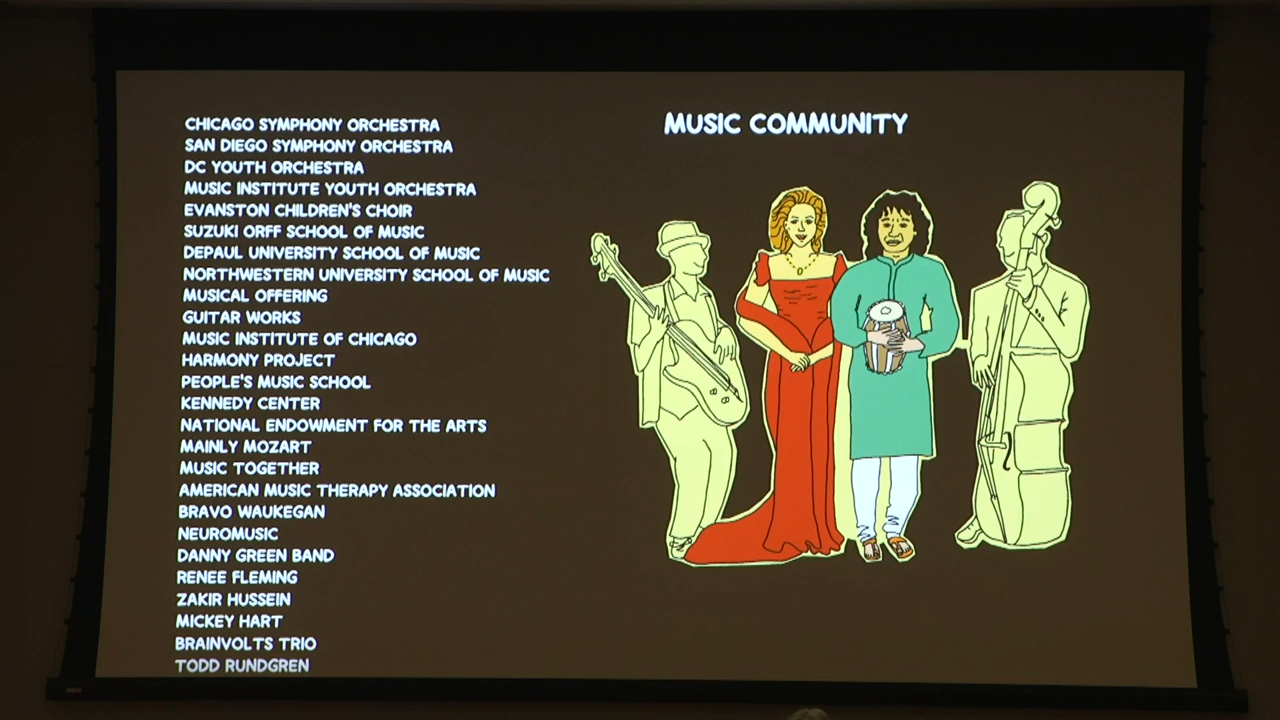 CHICAGO SYMPHONY ORCHESTRA
SAN DIEGO SYMPHONY ORCHESTRA
DC YOUTH ORCHESTRA
MUSIC INSTITUTE YOUTH ORCHESTRA
EVANSTON CHILDREN'S CHOIR
SUZUKI ORFF SCHOOL OF MUSIC
DEPAUL UNIVERSITY SCHOOL OF MUSIC
NORTHWESTERN UNIVERSITY SCHOOL OF MUSIC
MUSICAL OFFERING
GUITAR WORKS
MUSIC INSTITUTE OF CHICAGO
HARMONY PROJECT
PEOPLE'S MUSIC SCHOOL
KENNEDY CENTER
NATIONAL ENDOWMENT FOR THE ARTS
MAINLY MOZART
MUSIC TOGETHER
AMERICAN MUSIC THERAPY ASSOCIATION
BRAVO WAUKEGAN
NEUROMUSIC
DANNY GREEN BAND
RENEE FLEMING
ZAKIR HUSSEIN
MICKEY HART
BRAINVOLTS TRIO
TODD RUNDGREN
MUSIC COMMUNITY